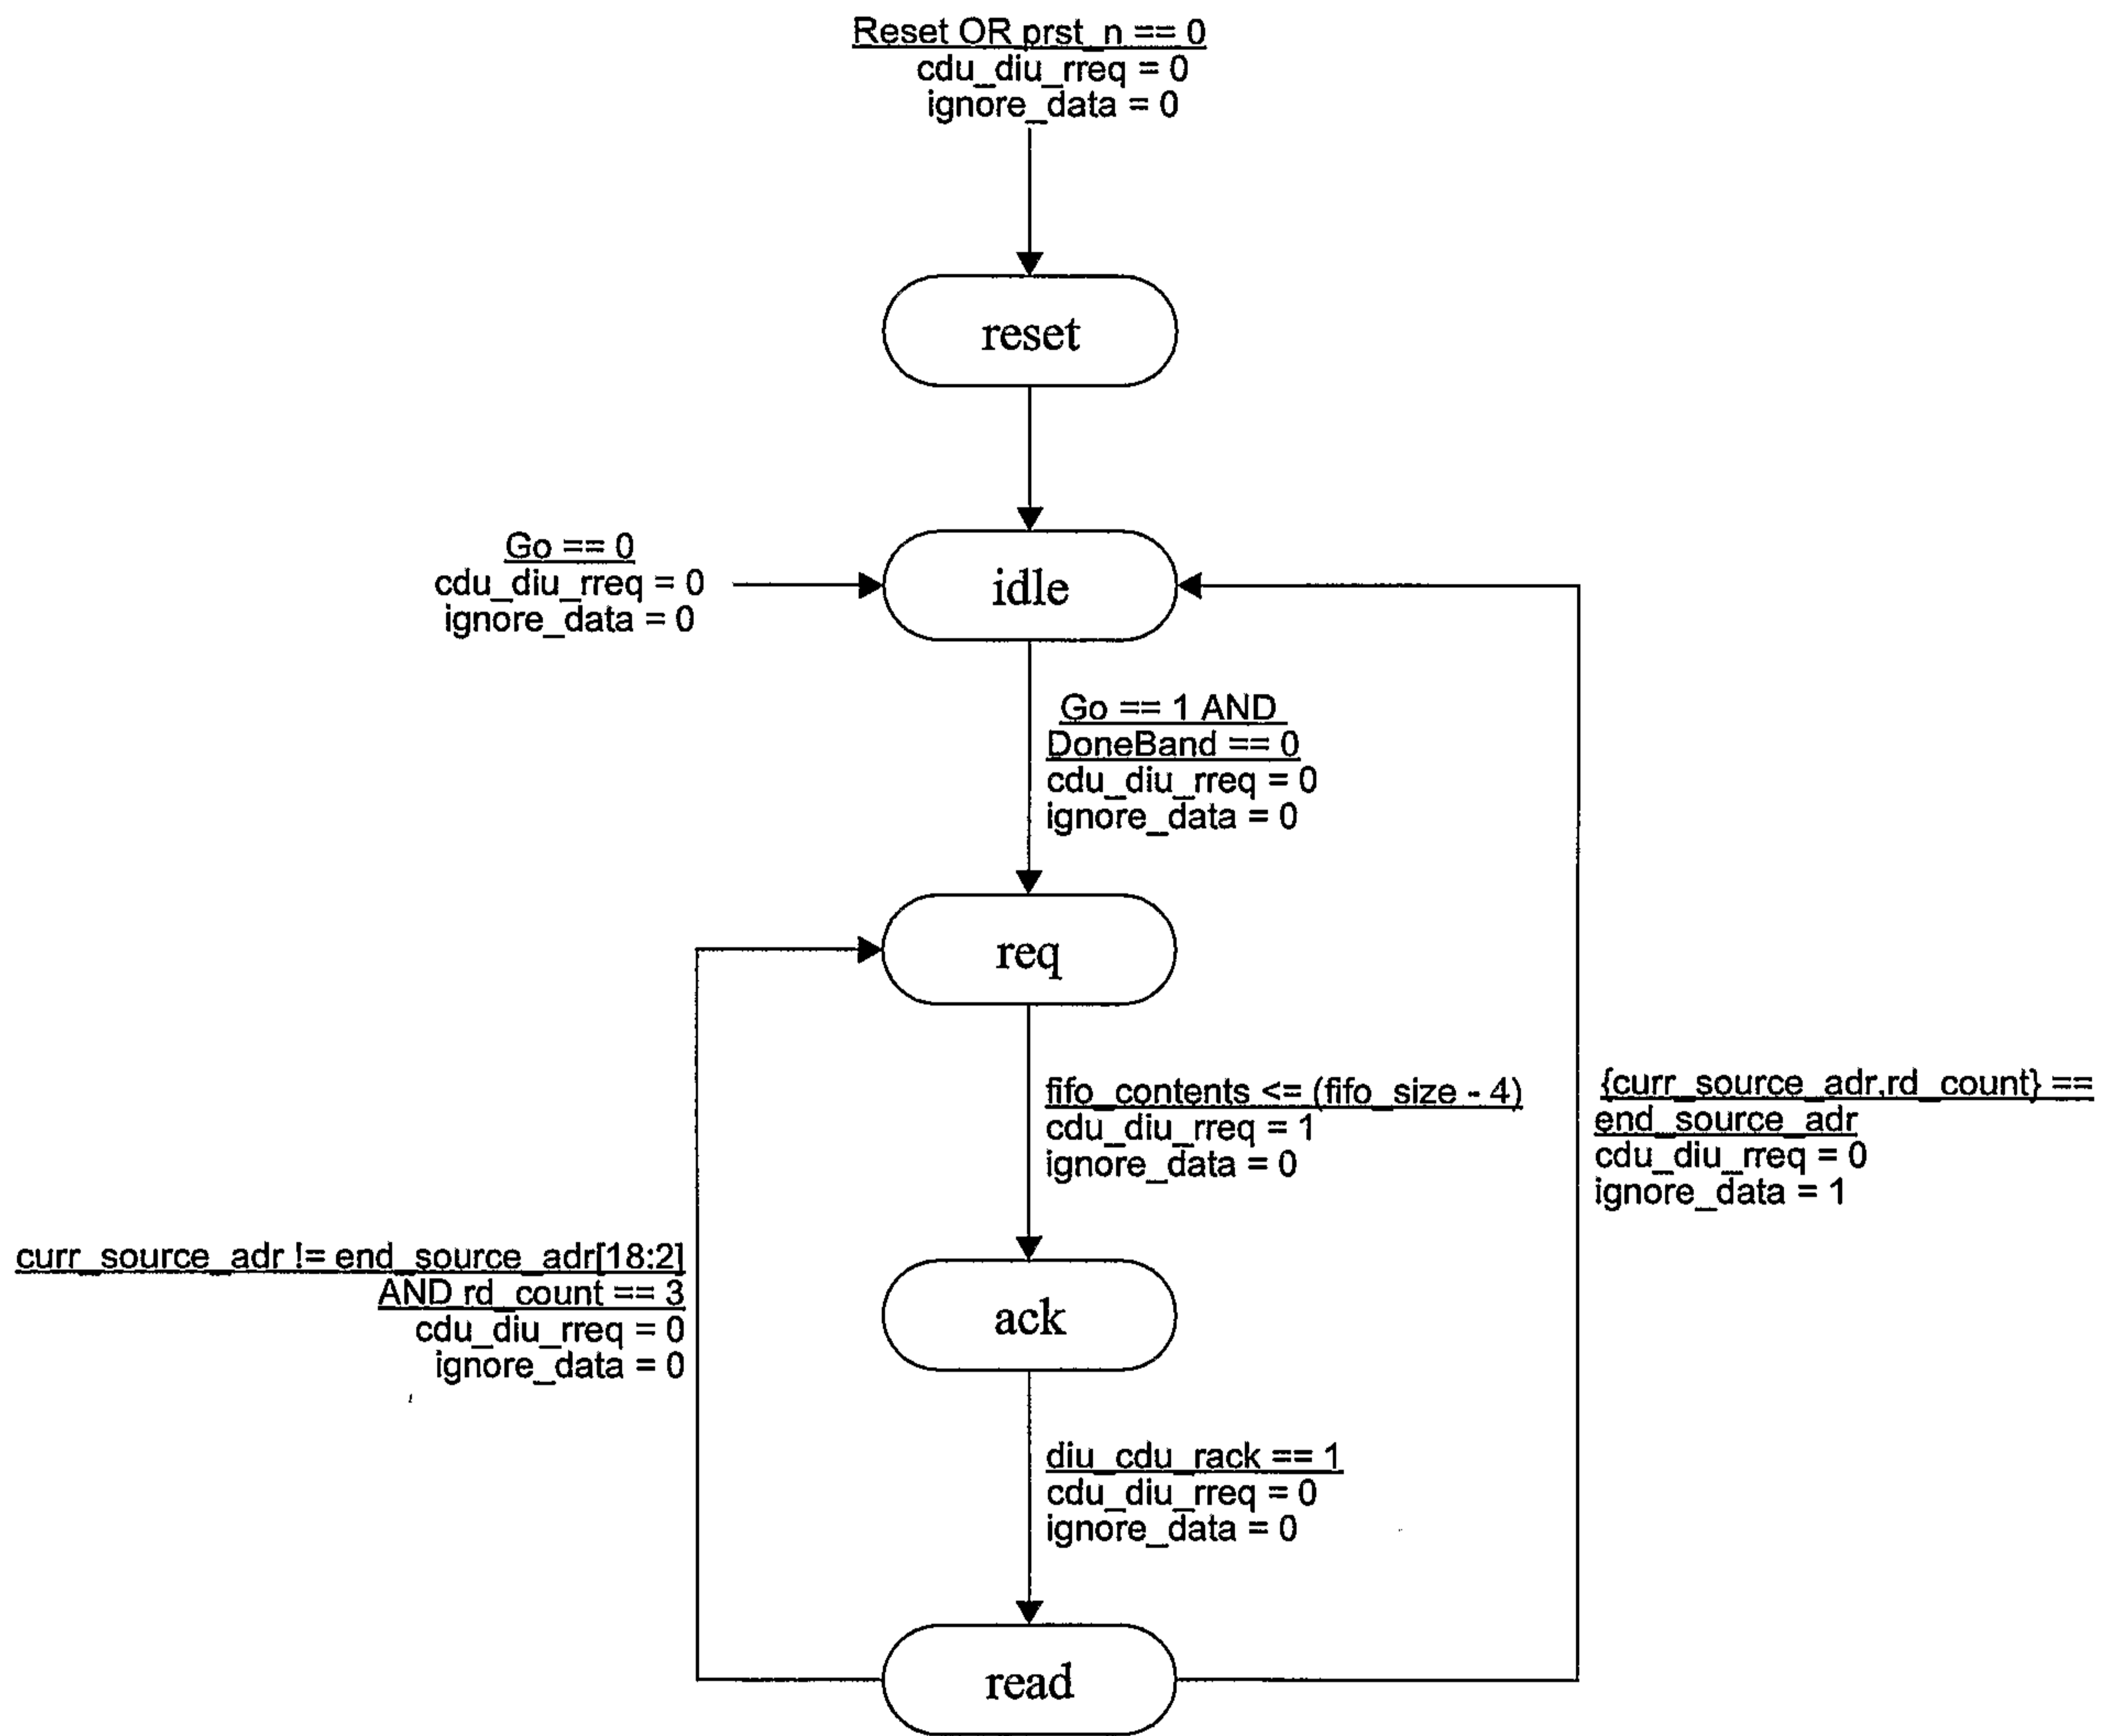 Reset OR prst_n == 0
cdu_diu_rreq = 0
ignore_data = 0
reset
Go == 0
cdu_diu_rreq = 0
ignore_data = 0
idle
Go == 1 AND
DoneBand == 0
cdu_diu_rreq = 0
ignore_data = 0
req
fifo_contents <= (fifo_size - 4)
cdu_diu_rreq = 1
ignore_data = 0
{curr_source_adr,rd_count} ==
end_source_adr
cdu_diu_rreq = 0
ignore_data = 1
curr_source_adr != end_source_adr[18:2]
AND rd_count == 3
cdu_diu_rreq = 0
ignore_data = 0
ack
diu_cdu_rack == 1
cdu_diu_rreq = 0
ignore_data = 0
read